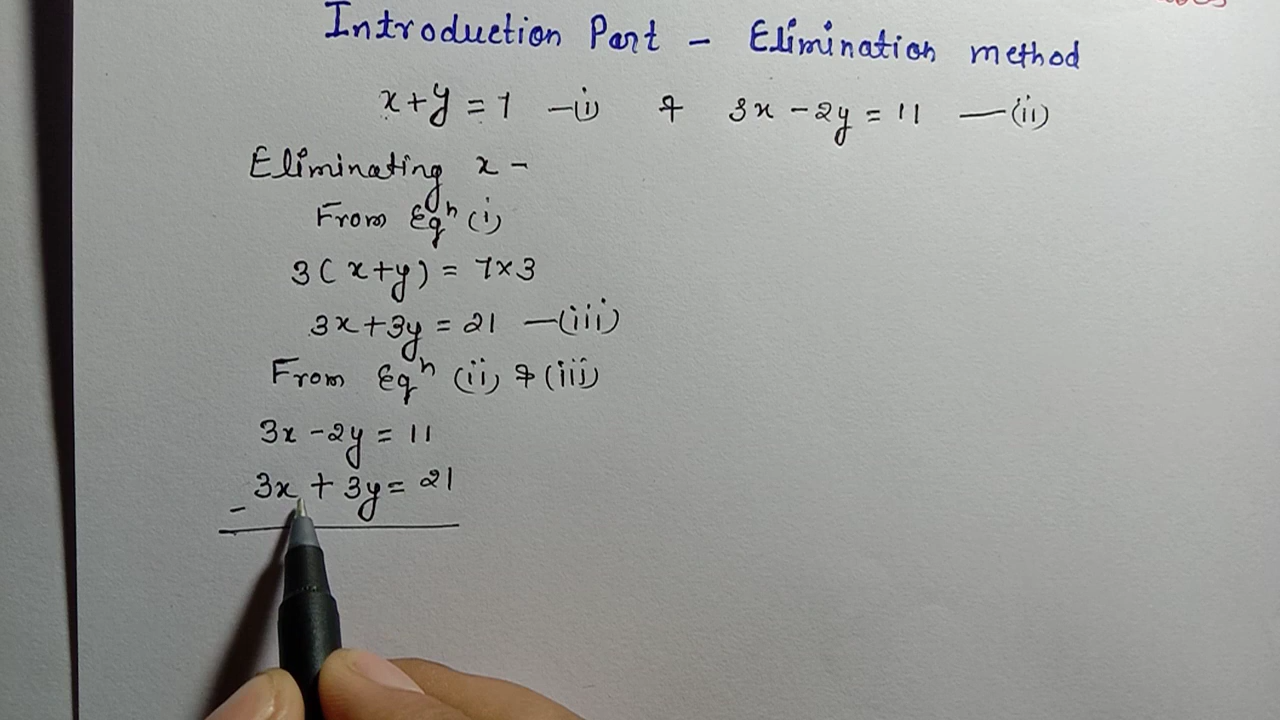 Introduction Part - Elimination method
x+y = 7 —(i) & 3x - 2y = 11 —(ii)
Eliminating x -
From Eqⁿ (i)
3(x+y) = 7×3
3x+3y = 21 —(iii)
From Eqⁿ (ii) & (iii)
3x - 2y = 11
3x + 3y = 21
-